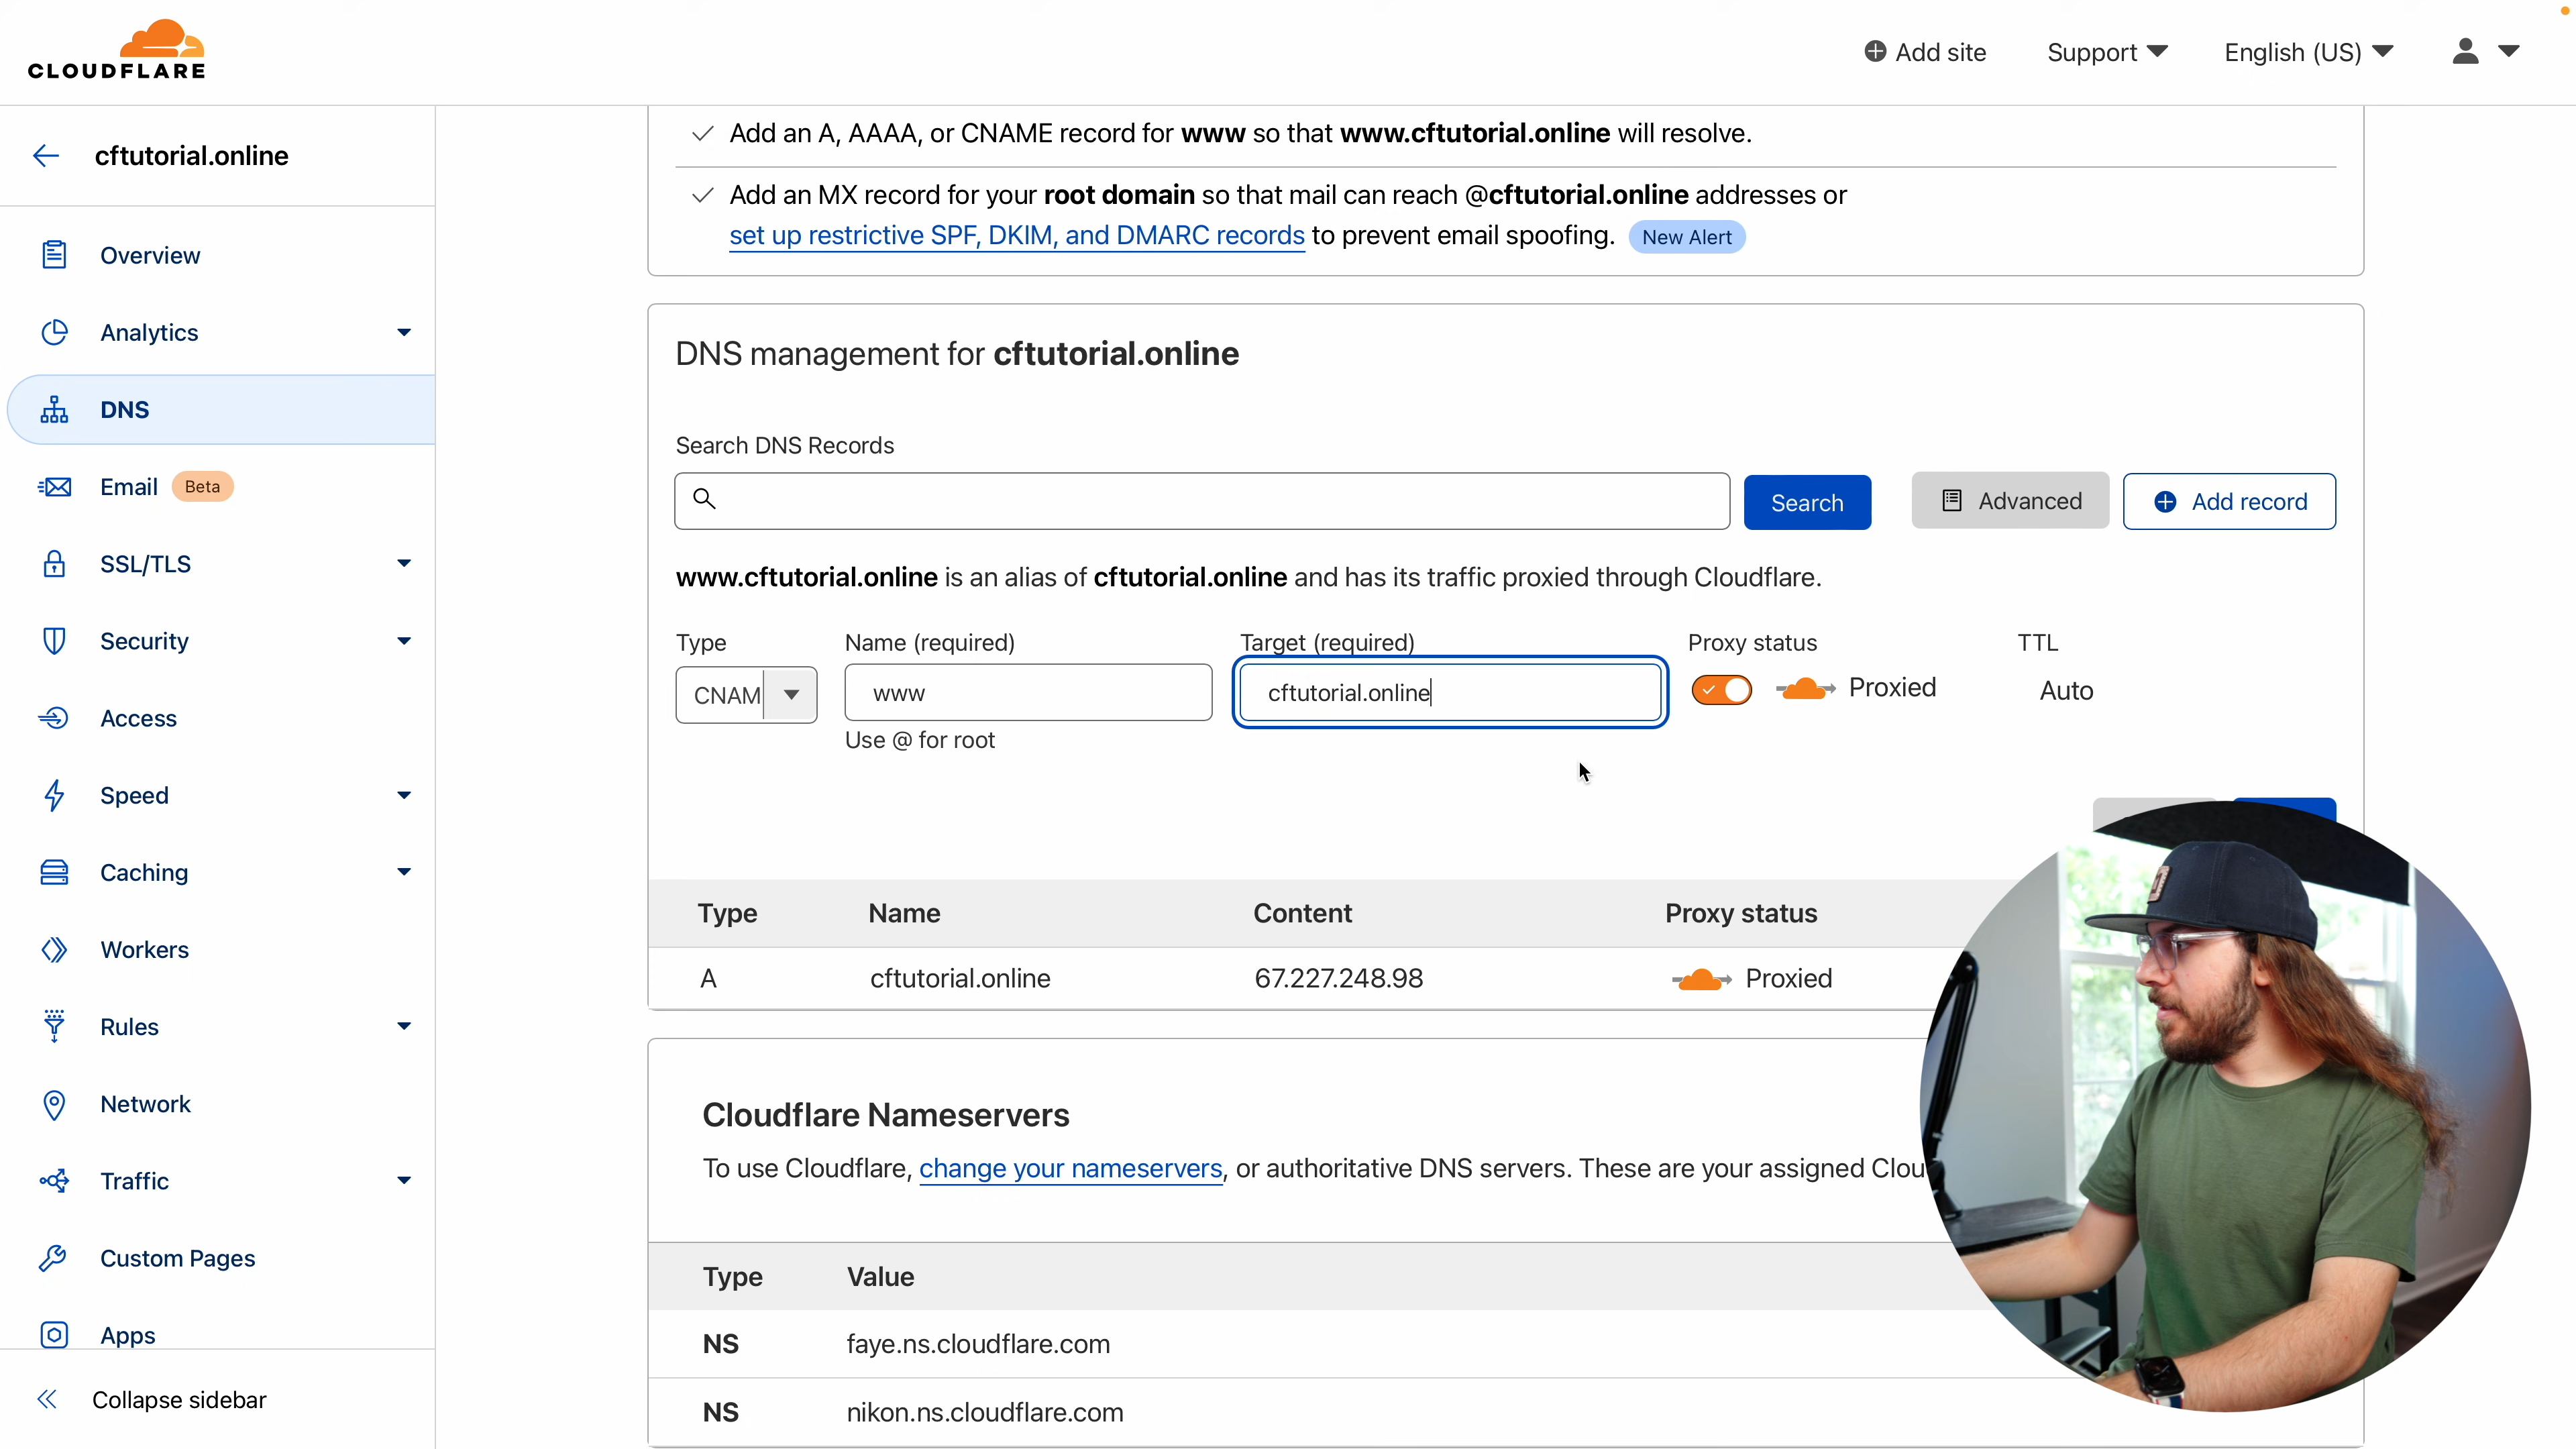 CLOUDFLARE
Add site
Support
English (US)
cftutorial.online
Overview
Analytics
DNS
Email Beta
SSL/TLS
Security
Access
Speed
Caching
Workers
Rules
Network
Traffic
Custom Pages
Apps
Collapse sidebar
Add an A, AAAA, or CNAME record for www so that www.cftutorial.online will resolve.
Add an MX record for your root domain so that mail can reach @cftutorial.online addresses or
set up restrictive SPF, DKIM, and DMARC records to prevent email spoofing. New Alert
DNS management for cftutorial.online
Search DNS Records
Search
Advanced
Add record
www.cftutorial.online is an alias of cftutorial.online and has its traffic proxied through Cloudflare.
Type Name (required) Target (required) Proxy status TTL
CNAM www cftutorial.online Proxied Auto
Use @ for root
Type Name Content Proxy status
A cftutorial.online 67.227.248.98 Proxied
Cloudflare Nameservers
To use Cloudflare, change your nameservers, or authoritative DNS servers. These are your assigned Clou
Type Value
NS faye.ns.cloudflare.com
NS nikon.ns.cloudflare.com